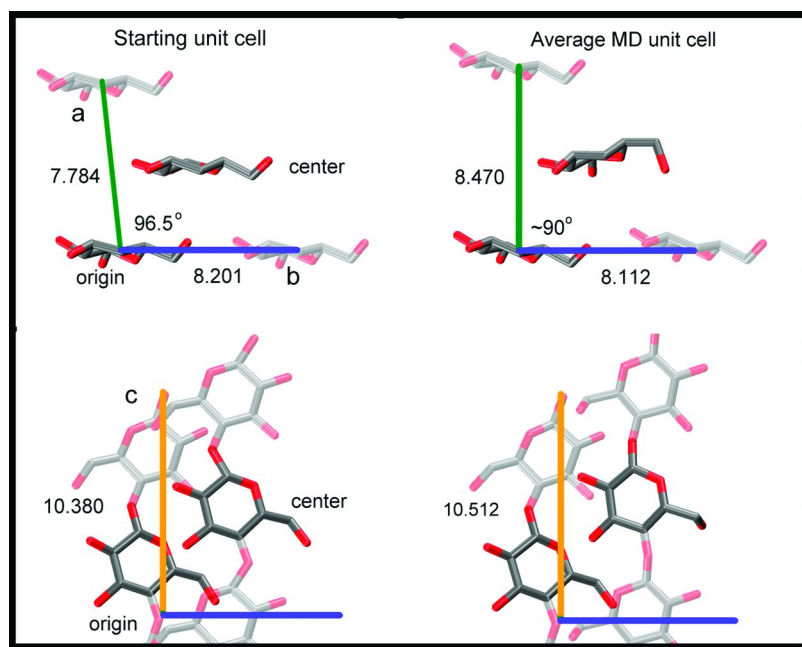 Starting unit cell
Average MD unit cell
a
7.784
center
96.5°
origin
8.201
b
8.470
~90°
8.112
c
10.380
center
origin
10.512